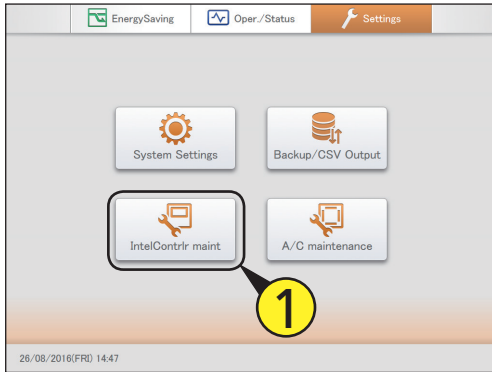 EnergySaving
Oper./Status
Settings
System Settings
Backup/CSV Output
IntelContrlr maint
A/C maintenance
1
26/08/2016(FRI) 14:47